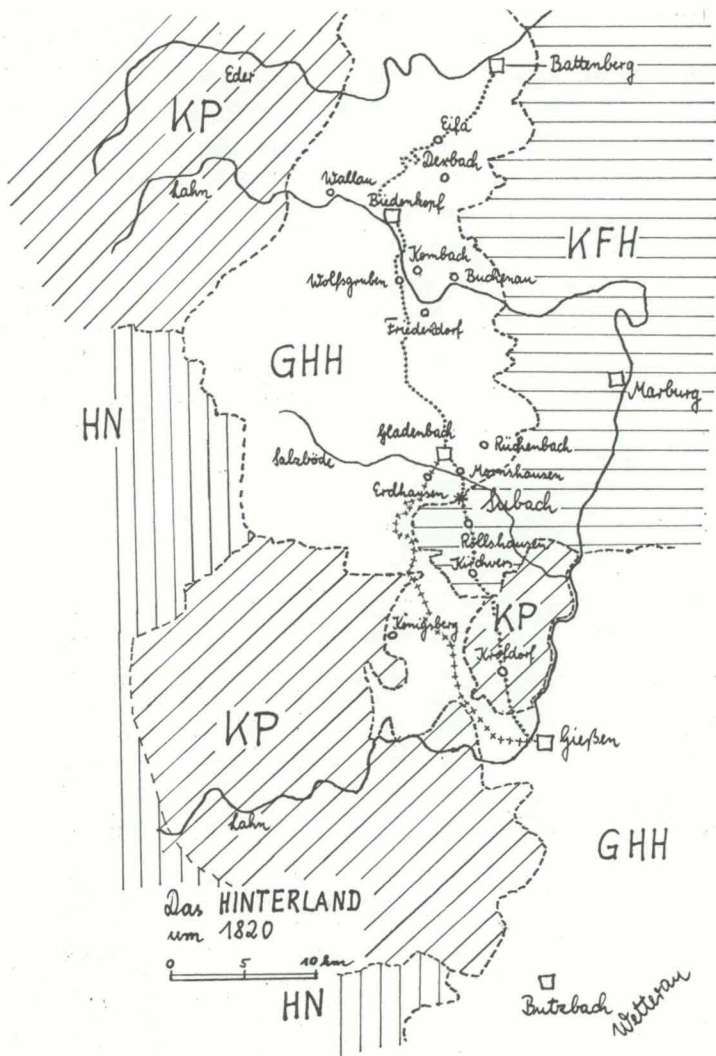 Battenberg
Eder
KP
Eifa
Dexbach
Wallau
Lahn
Biedenkopf
KFH
Kombach
Buchenau
Wolfsgruben
Friedensdorf
GHH
Marburg
HN
Gladenbach
Rüchenbach
Salzböde
Mornshausen
Erdhausen
Subach
Röllshausen
Kirchvers
KP
Königsberg
Krofdorf
KP
Gießen
Lahn
GHH
Das HINTERLAND
um 1820
0 5 10 km
HN
Butzbach
Wetterau